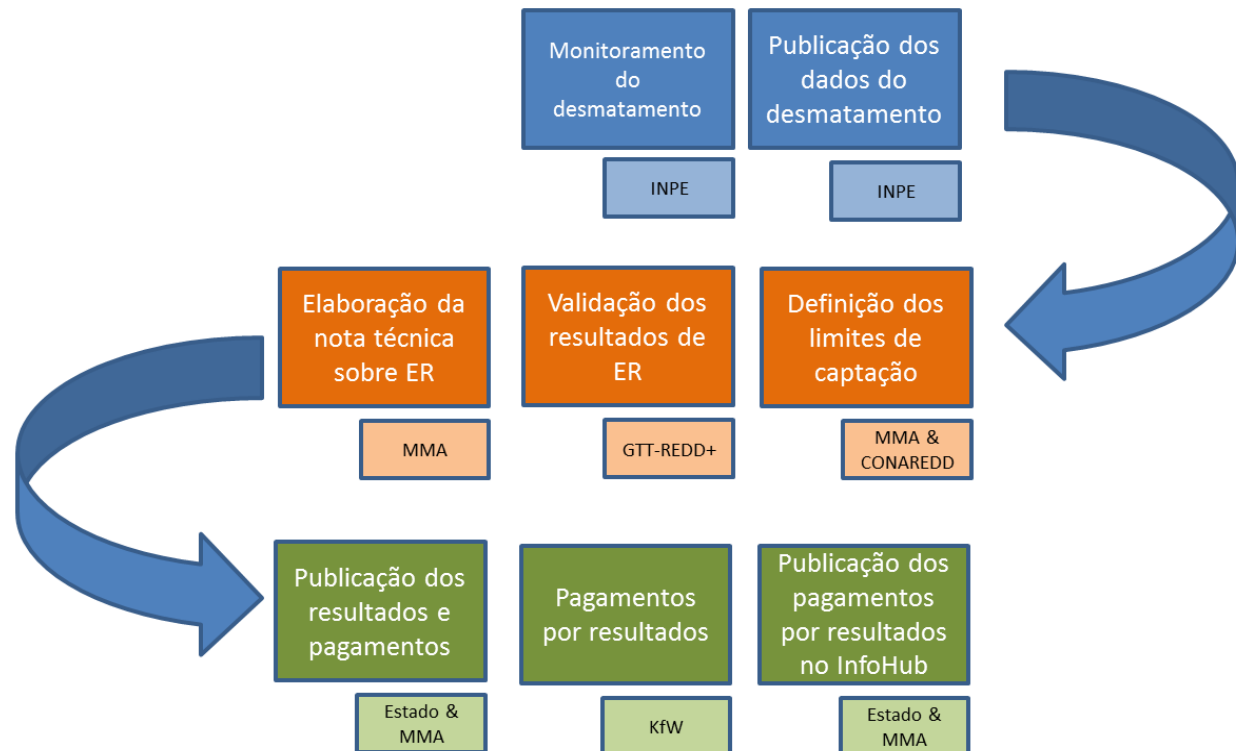 Monitoramento
do
desmatamento
Publicação dos
dados do
desmatamento
INPE
INPE
Elaboração da
nota técnica
sobre ER
Validação dos
resultados de
ER
Definição dos
limites de
captação
MMA
GTT-REDD+
MMA &
CONAREDD
Publicação dos
resultados e
pagamentos
Pagamentos
por resultados
Publicação dos
pagamentos
por resultados
no InfoHub
Estado &
MMA
KfW
Estado &
MMA